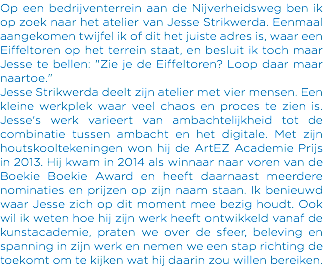 Op een bedrijventerrein aan de Nijverheidsweg ben ik
op zoek naar het atelier van Jesse Strikwerda. Eenmaal
aangekomen twijfel ik of dit het juiste adres is, waar een
Eiffeltoren op het terrein staat, en besluit ik toch maar
Jesse te bellen: "Zie je de Eiffeltoren? Loop daar maar
naartoe."
Jesse Strikwerda deelt zijn atelier met vier mensen. Een
kleine werkplek waar veel chaos en proces te zien is.
Jesse's werk varieert van ambachtelijkheid tot de
combinatie tussen ambacht en het digitale. Met zijn
houtskooltekeningen won hij de ArtEZ Academie Prijs
in 2013. Hij kwam in 2014 als winnaar naar voren van de
Boekie Boekie Award en heeft daarnaast meerdere
nominaties en prijzen op zijn naam staan. Ik benieuwd
waar Jesse zich op dit moment mee bezig houdt. Ook
wil ik weten hoe hij zijn werk heeft ontwikkeld vanaf de
kunstacademie, praten we over de sfeer, beleving en
spanning in zijn werk en nemen we een stap richting de
toekomt om te kijken wat hij daarin zou willen bereiken.